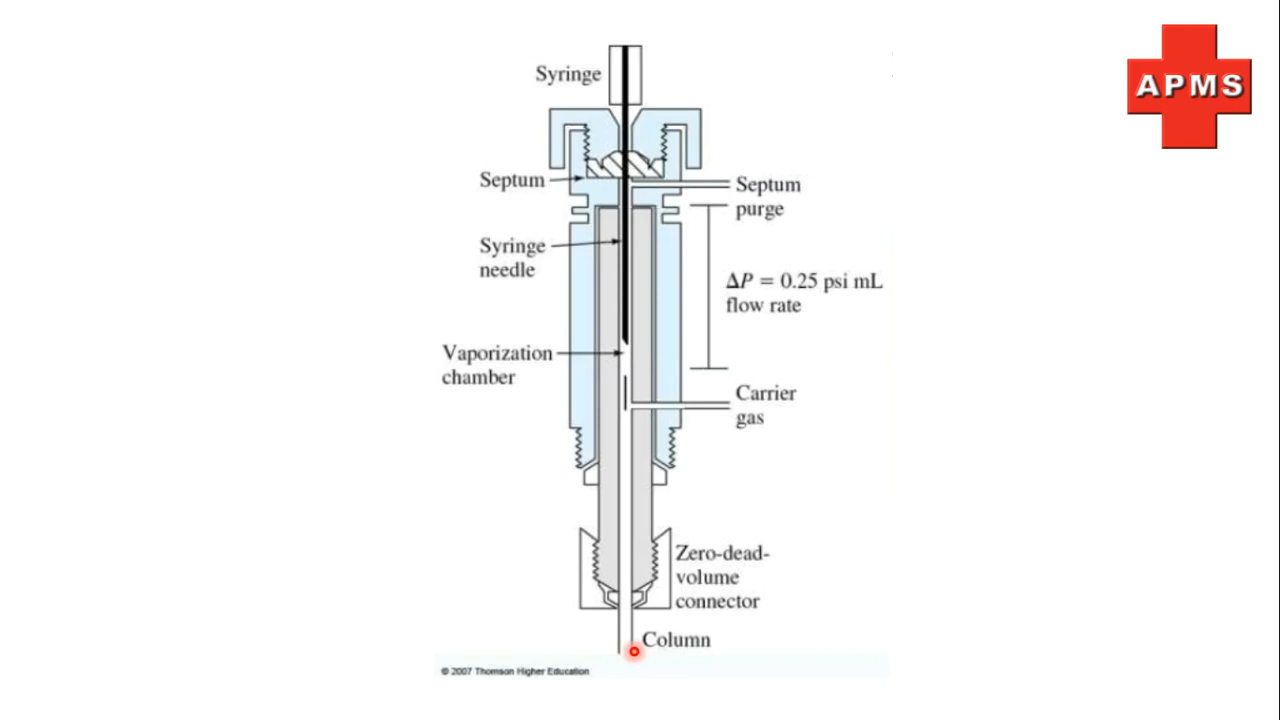 APMS
Syringe
Septum
Septum
purge
Syringe
needle
ΔP = 0.25 psi mL
flow rate
Vaporization
chamber
Carrier
gas
Zero-dead-
volume
connector
Column
© 2007 Thomson Higher Education